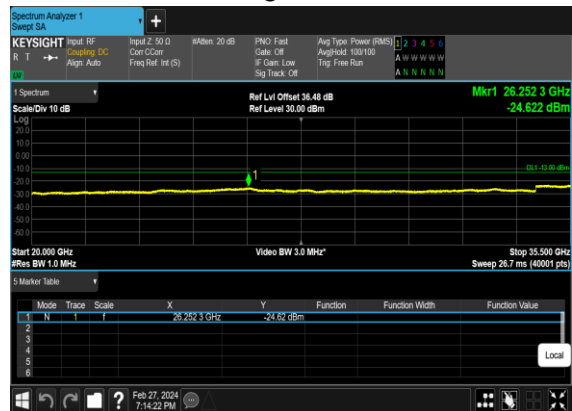 Spectrum Analyzer 1
Swept SA
+
KEYSIGHT Input: RF Input Z: 50 Ω #Atten: 20 dB PNO: Fast Avg Type: Power (RMS) 1 2 3 4 5 6
R T Coupling: DC Corr CCorr Gate: Off Avg|Hold: 100/100 A W W W W W
Align: Auto Freq Ref: Int (S) IF Gain: Low Trig: Free Run A N N N N N
Sig Track: Off
LXI
1 Spectrum Ref Lvl Offset 36.48 dB Mkr1 26.252 3 GHz
Scale/Div 10 dB Ref Level 30.00 dBm -24.622 dBm
Log
20.0
10.0
0.00
-10.0
1
DL1 -13.00 dBm
-20.0
-30.0
-40.0
-50.0
-60.0
Start 20.000 GHz Video BW 3.0 MHz* Stop 35.500 GHz
#Res BW 1.0 MHz Sweep 26.7 ms (40001 pts)
5 Marker Table
Mode Trace Scale X Y Function Function Width Function Value
1 N 1 f 26.252 3 GHz -24.62 dBm
2
3
4
5
6
Local
? Feb 27, 2024
7:14:22 PM